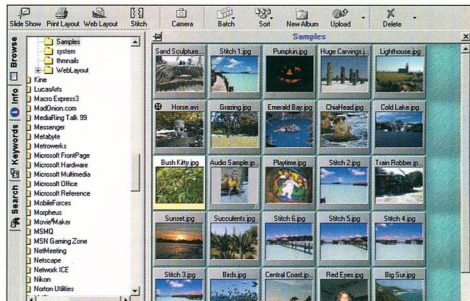 Slide Show Print Layout Web Layout Stitch Camera Batch Sort New Album Upload Delete
Browse
Info
Keywords
Search
Samples
system
thmnails
WebLayout
Kine
LucasArts
Macro Express3
MadOnion.com
MediaRing Talk 99
Messenger
Metabyte
Metrowerks
Microsoft FrontPage
Microsoft Hardware
Microsoft Multimedia
Microsoft Office
Microsoft Reference
MobileForces
Morpheus
MovieMaker
MSMQ
MSN Gaming Zone
NetMeeting
Netscape
Network ICE
Nikon
Norton Utilities
Samples
Sand Sculpture... Stitch 1.jpg Pumpkin.jpg Huge Carvings.j... Lighthouse.jpg
Horse.avi Grazing.jpg Emerald Bay.jpg ChiaHead.jpg Cold Lake.jpg
Bush Kitty.jpg Audio Sample.jp... Playtime.jpg Stitch 2.jpg Train Robber.jp...
Sunset.jpg Succulents.jpg Stitch 6.jpg Stitch 5.jpg Stitch 4.jpg
Stitch 3.jpg Birds.jpg Central Coast.jp... Red Eyes.jpg Big Sur.jpg